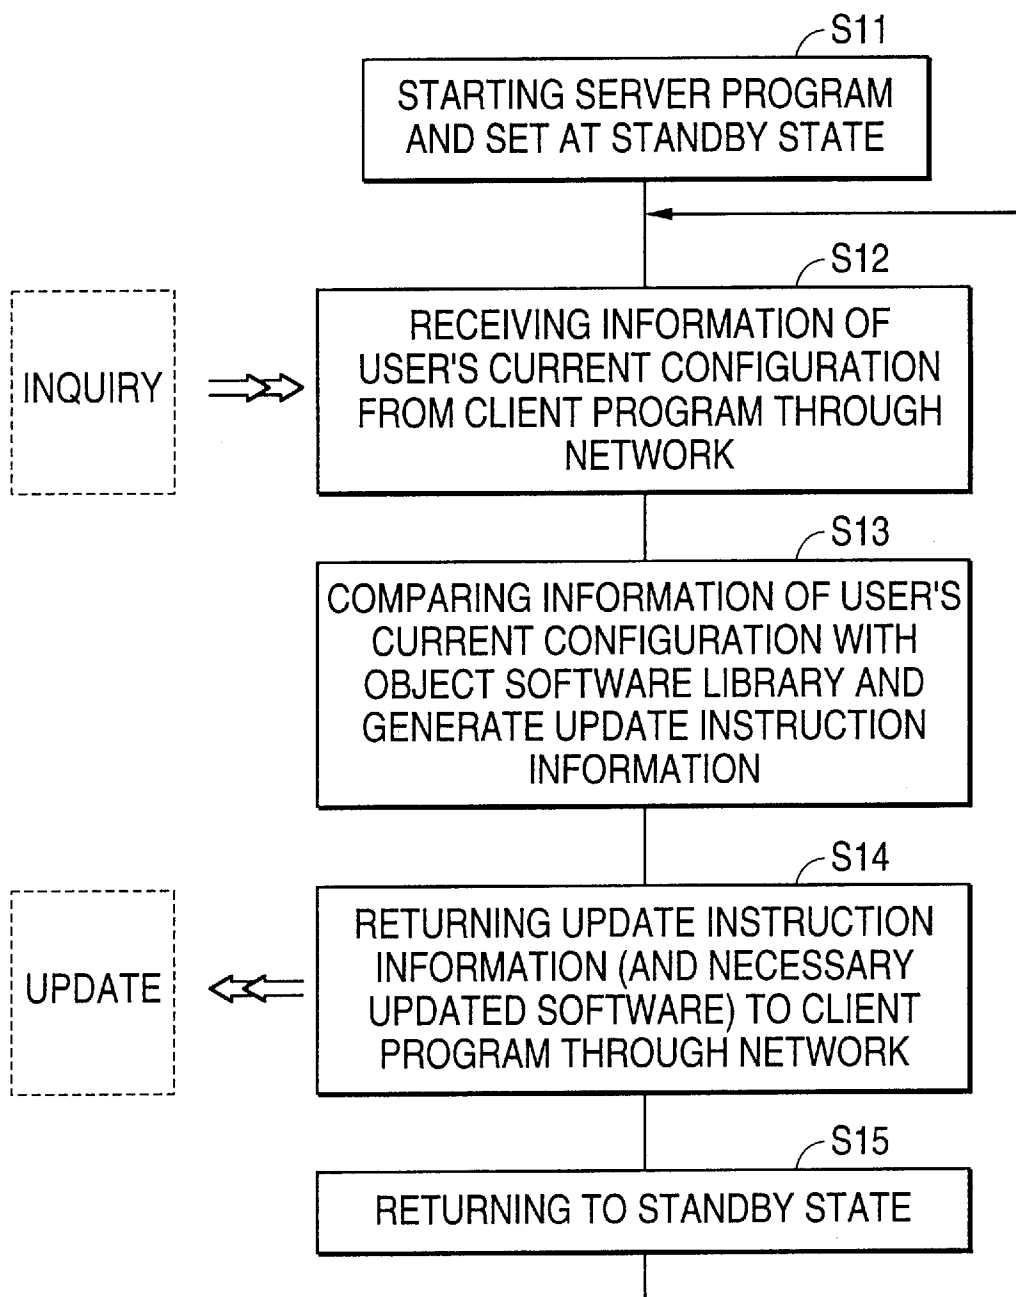 S11
STARTING SERVER PROGRAM
AND SET AT STANDBY STATE
S12
INQUIRY
RECEIVING INFORMATION OF
USER'S CURRENT CONFIGURATION
FROM CLIENT PROGRAM THROUGH
NETWORK
S13
COMPARING INFORMATION OF USER'S
CURRENT CONFIGURATION WITH
OBJECT SOFTWARE LIBRARY AND
GENERATE UPDATE INSTRUCTION
INFORMATION
S14
UPDATE
RETURNING UPDATE INSTRUCTION
INFORMATION (AND NECESSARY
UPDATED SOFTWARE) TO CLIENT
PROGRAM THROUGH NETWORK
S15
RETURNING TO STANDBY STATE